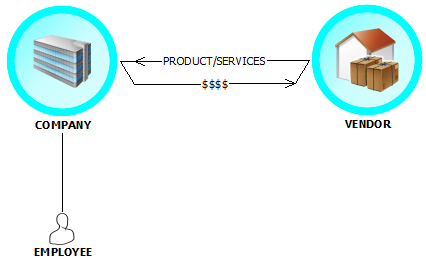 PRODUCT/SERVICES
$$$$
COMPANY
VENDOR
EMPLOYEE